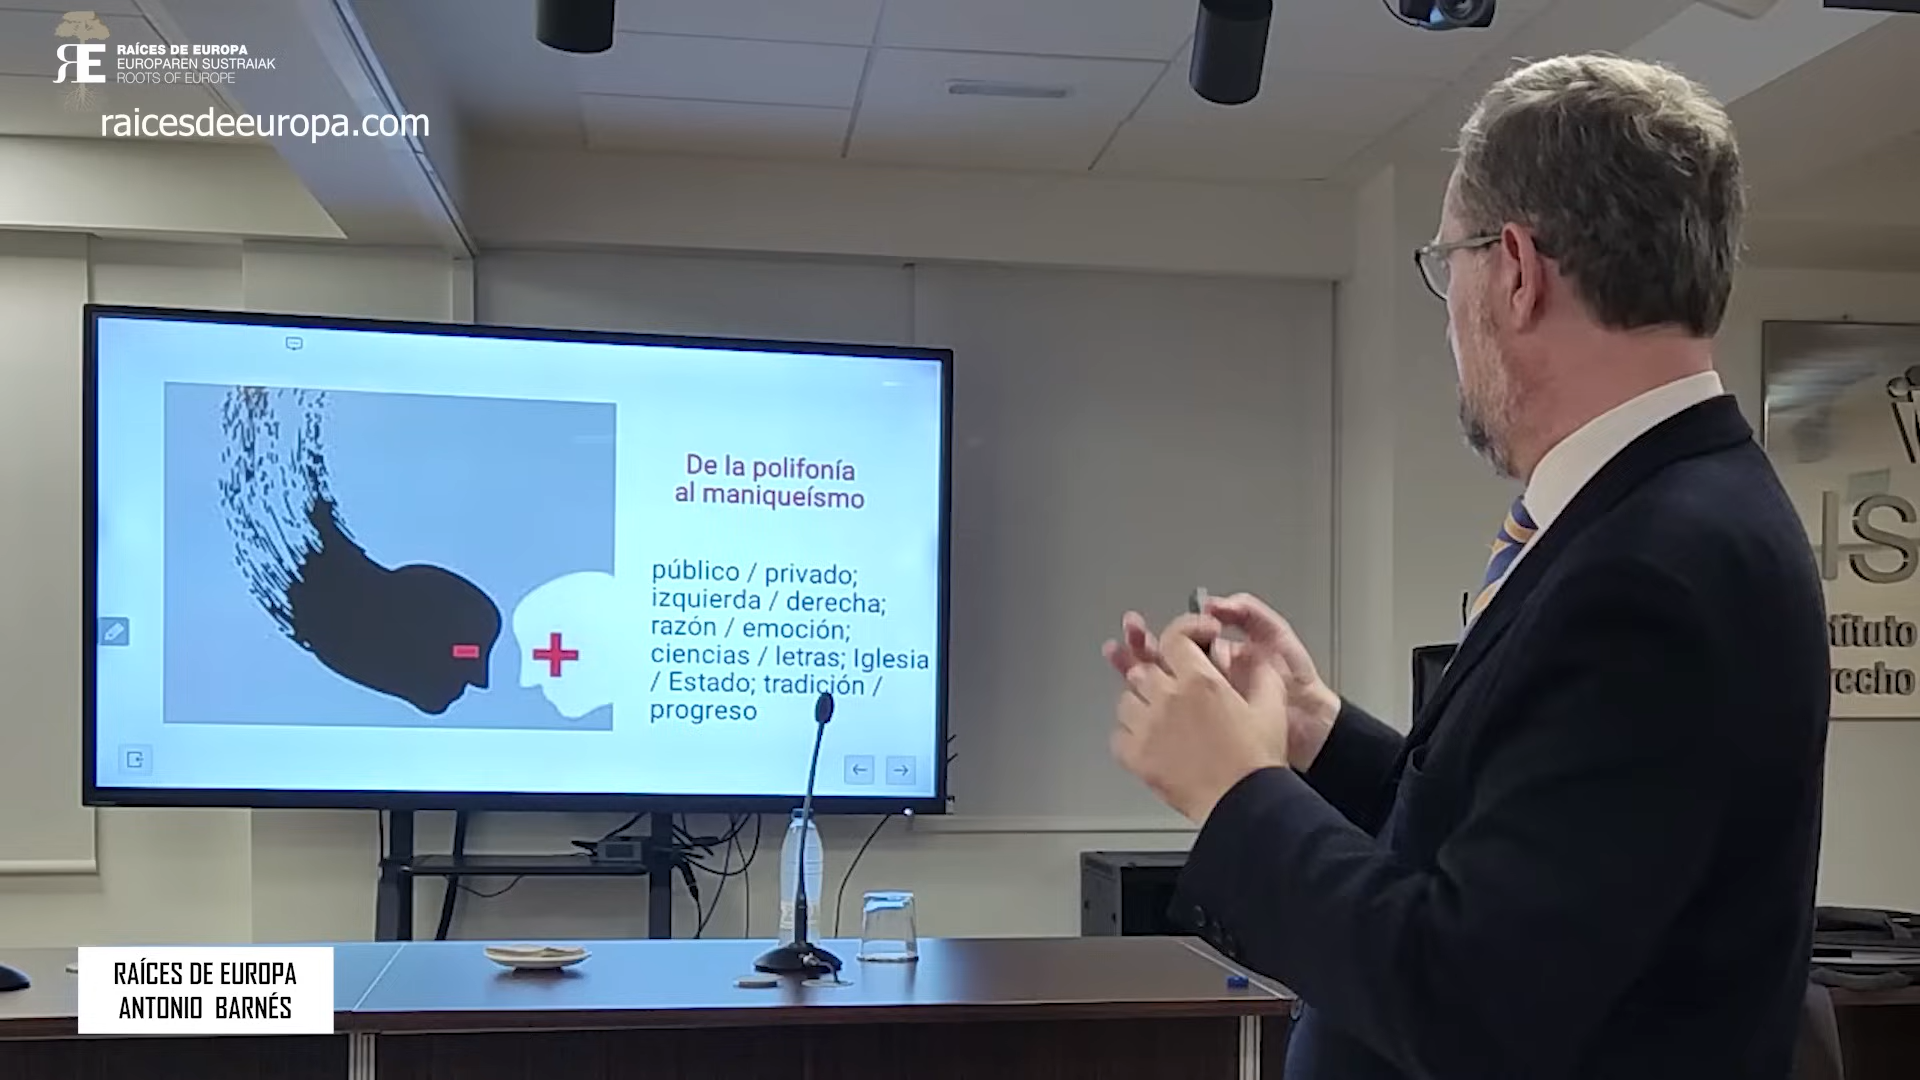 RAÍCES DE EUROPA
EUROPAREN SUSTRAIAK
ROOTS OF EUROPE
raicesdeeuropa.com
De la polifonía
al maniqueísmo
público / privado;
izquierda / derecha;
razón / emoción;
ciencias / letras; Iglesia
/ Estado; tradición /
progreso
IS
RAÍCES DE EUROPA
ANTONIO BARNÉS